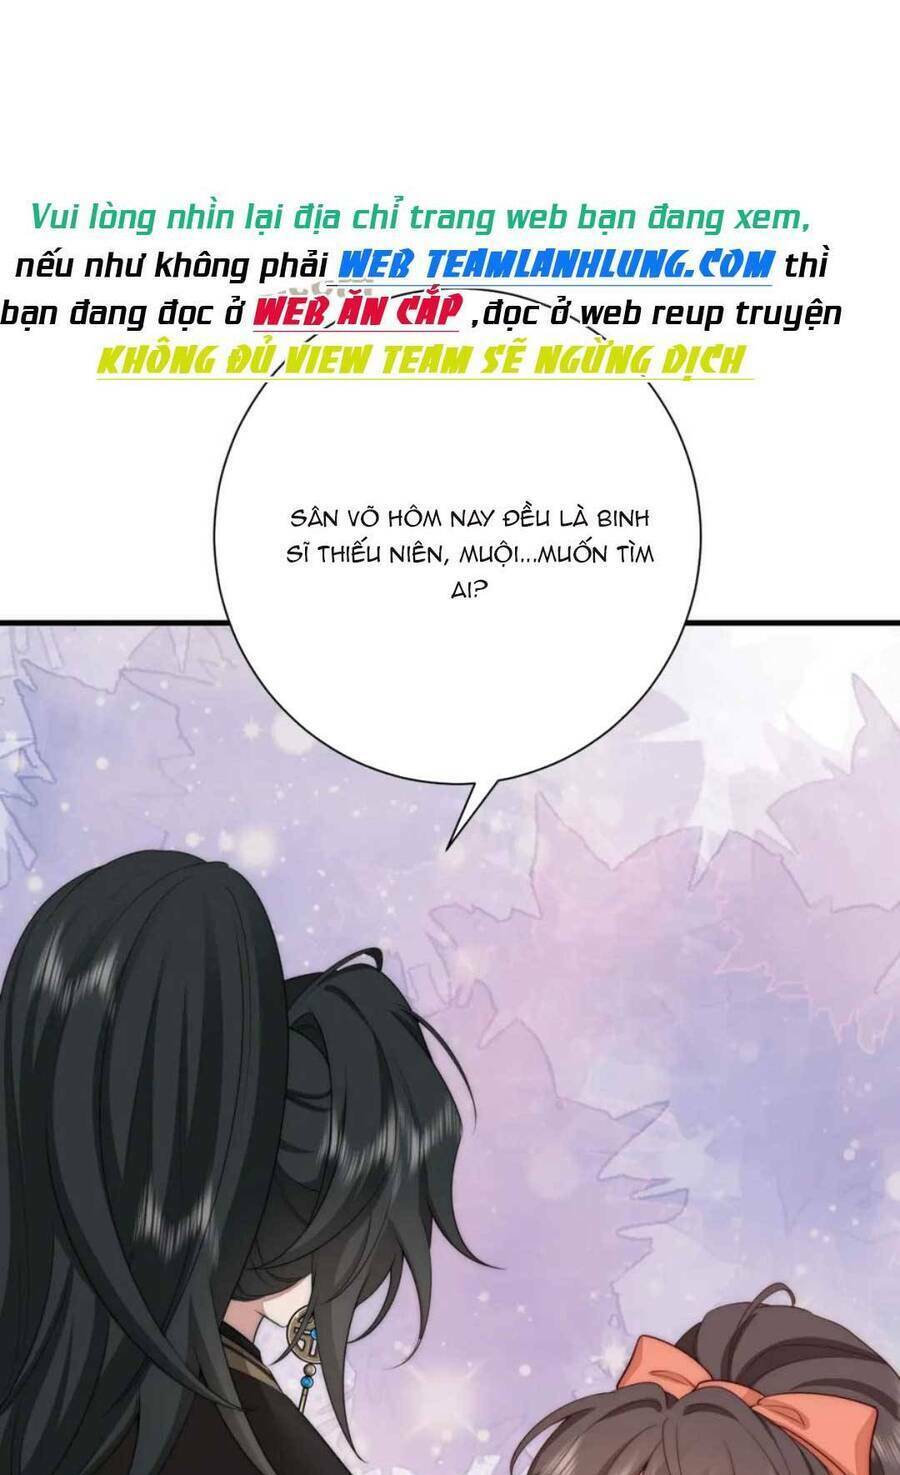 Vui lòng nhìn lại địa chỉ trang web bạn đang xem,
nếu như không phải WEB TEAMLANHLUNG.COM thì
bạn đang đọc ở WEB ĂN CẮP ,đọc ở web reup truyện
KHÔNG ĐỦ VIEW TEAM SẼ NGỪNG DỊCH
SÂN VÕ HÔM NAY ĐỀU LÀ BINH
SĨ THIẾU NIÊN, MUỘI...MUỐN TÌM
AI?